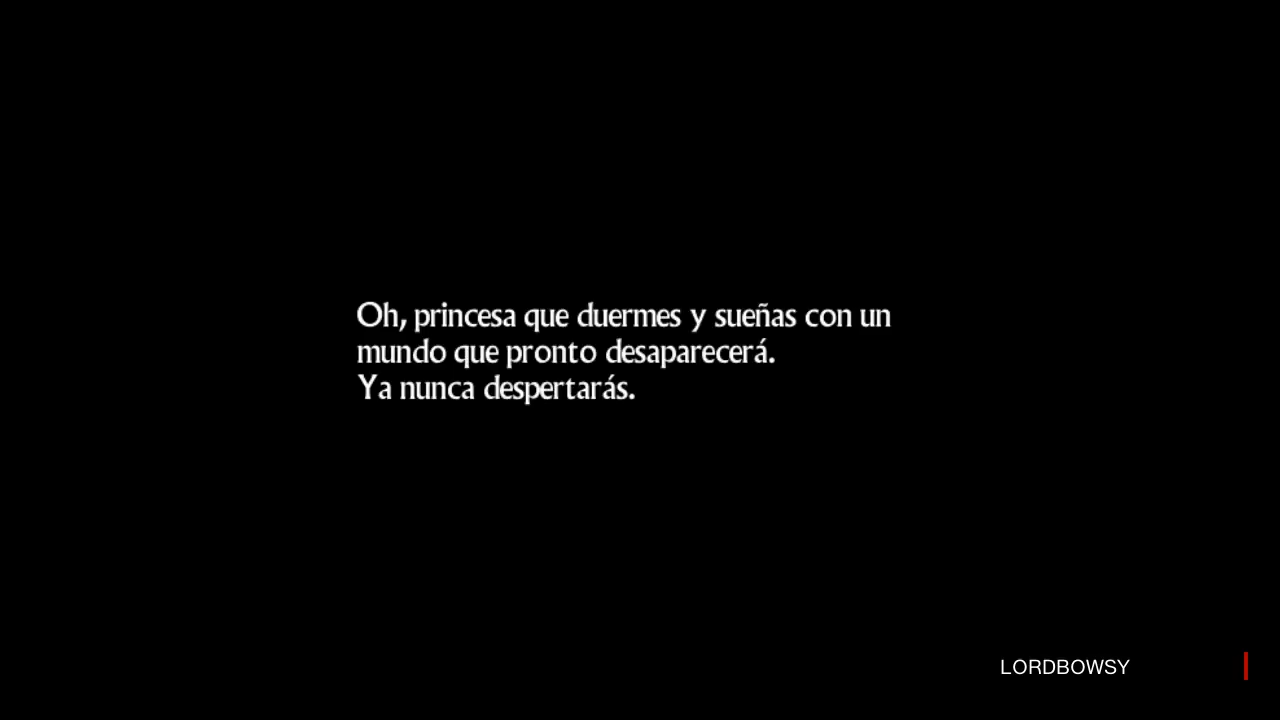 Oh, princesa que duermes y sueñas con un
mundo que pronto desaparecerá.
Ya nunca despertarás.
LORDBOWSY